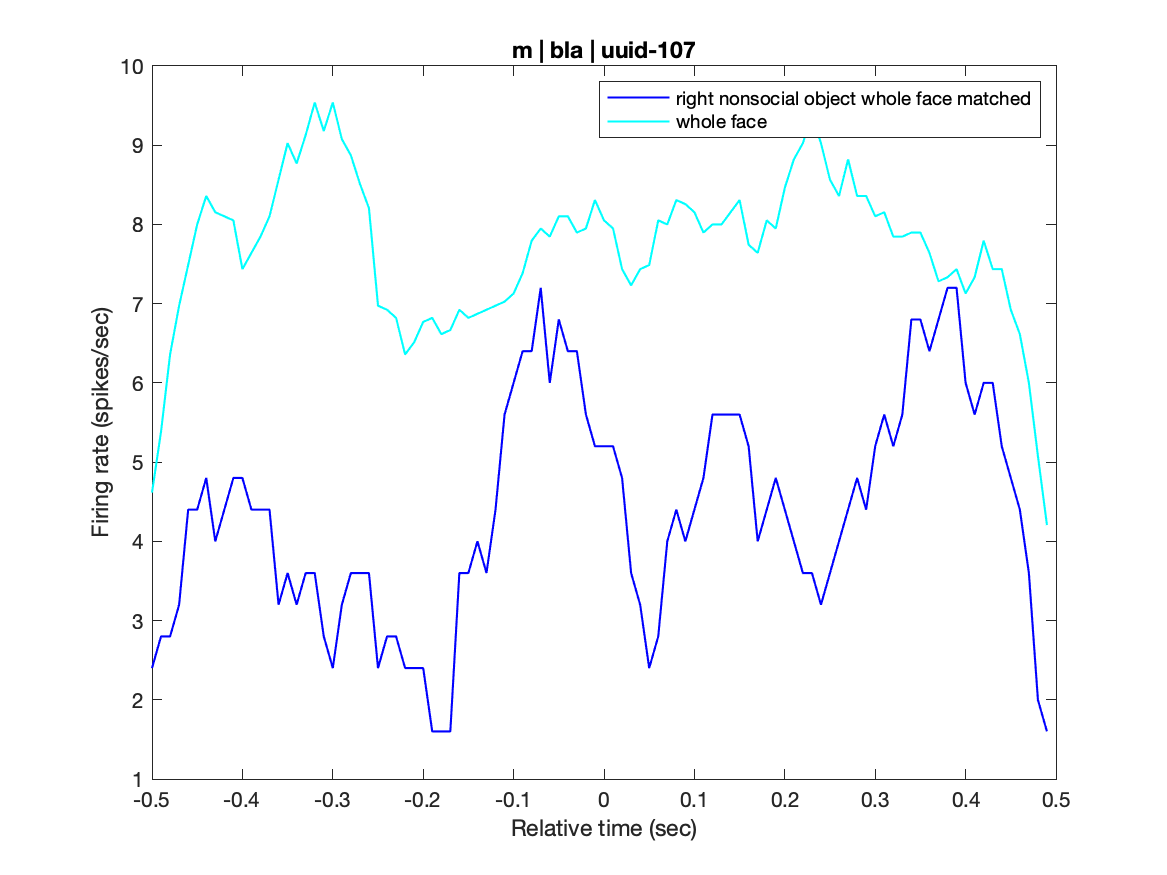 m | bla | uuid-107
right nonsocial object whole face matched
whole face
Firing rate (spikes/sec)
10
9
8
7
6
5
4
3
2
1
-0.5 -0.4 -0.3 -0.2 -0.1 0 0.1 0.2 0.3 0.4 0.5
Relative time (sec)